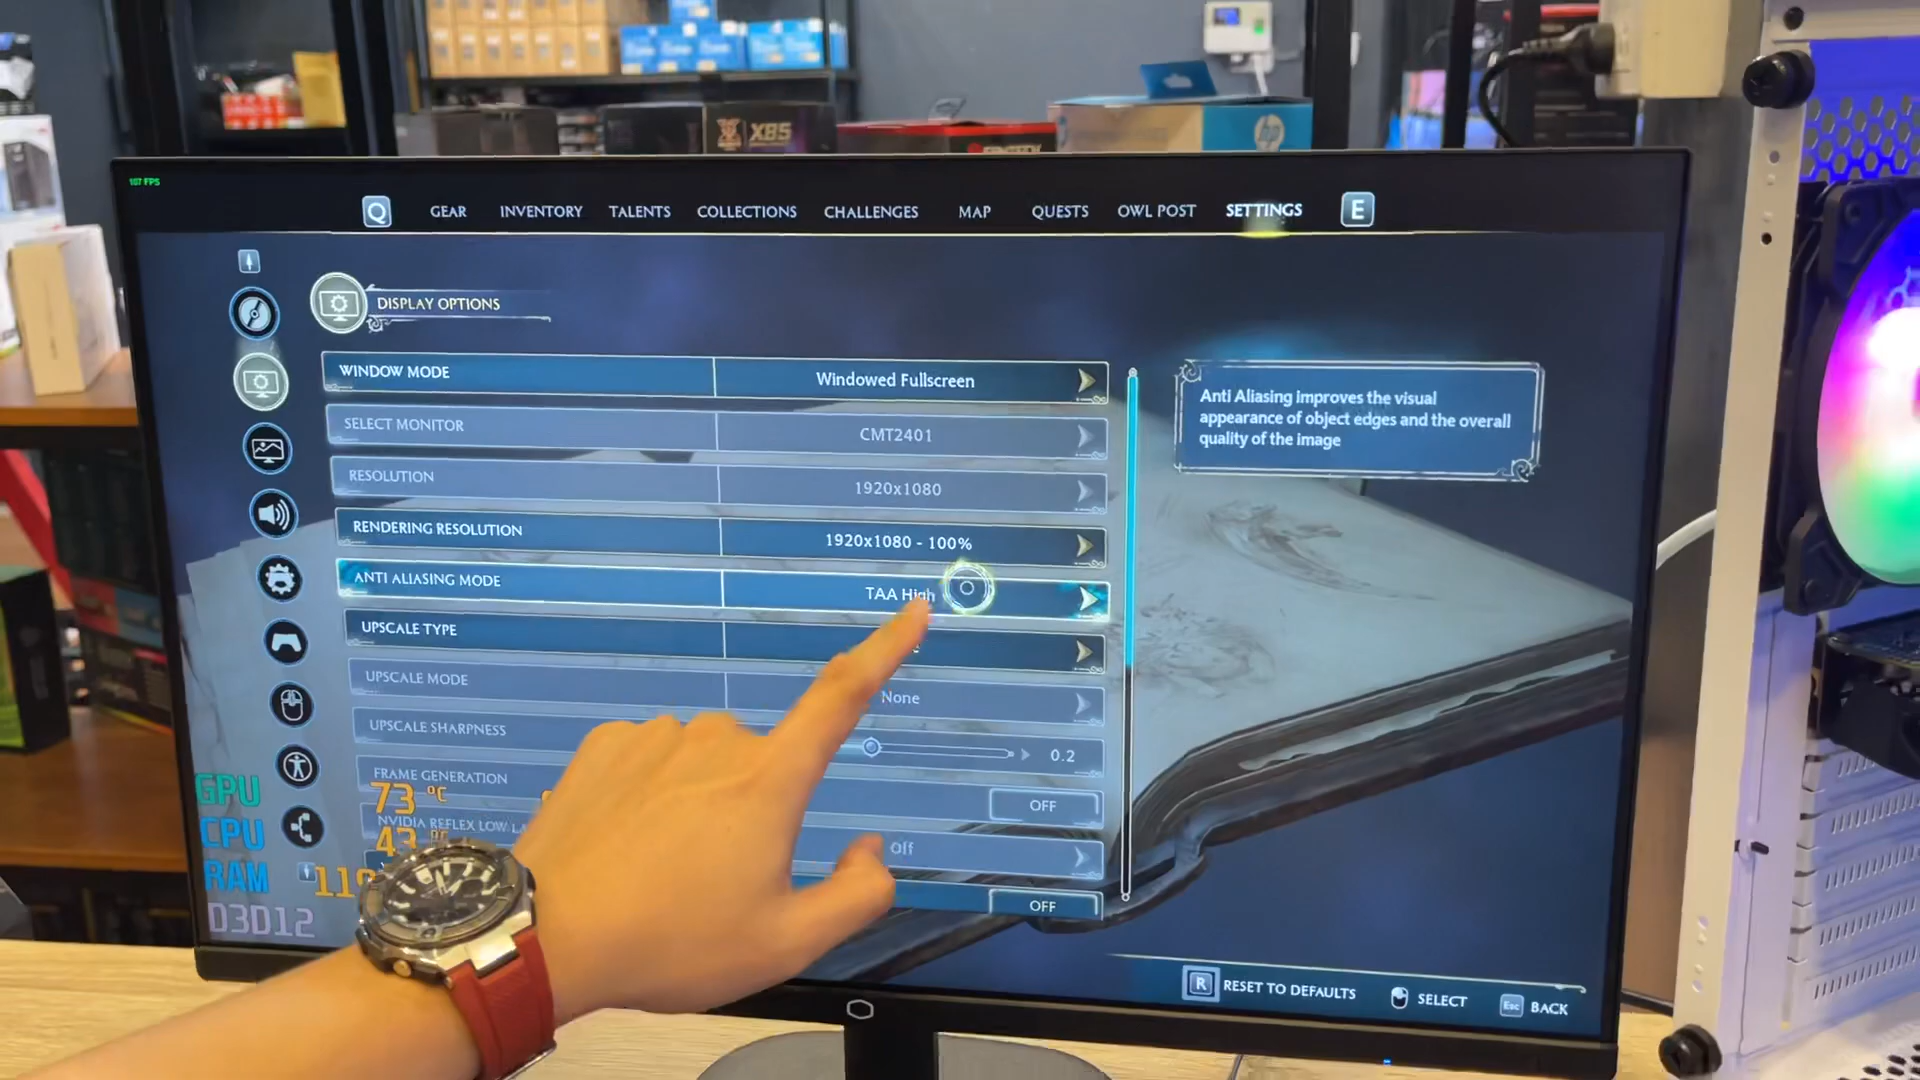 XBS
hp
107 FPS
Q GEAR INVENTORY TALENTS COLLECTIONS CHALLENGES MAP QUESTS OWL POST SETTINGS E
DISPLAY OPTIONS
WINDOW MODE Windowed Fullscreen
SELECT MONITOR CMT2401
RESOLUTION 1920x1080
RENDERING RESOLUTION 1920x1080 - 100%
ANTI ALIASING MODE TAA High
UPSCALE TYPE
UPSCALE MODE None
UPSCALE SHARPNESS 0.2
FRAME GENERATION OFF
NVIDIA REFLEX LOW Off
OFF
Anti Aliasing improves the visual
appearance of object edges and the overall
quality of the image
GPU 73 °C
CPU 43 °C
RAM
D3D12
R RESET TO DEFAULTS SELECT Esc BACK